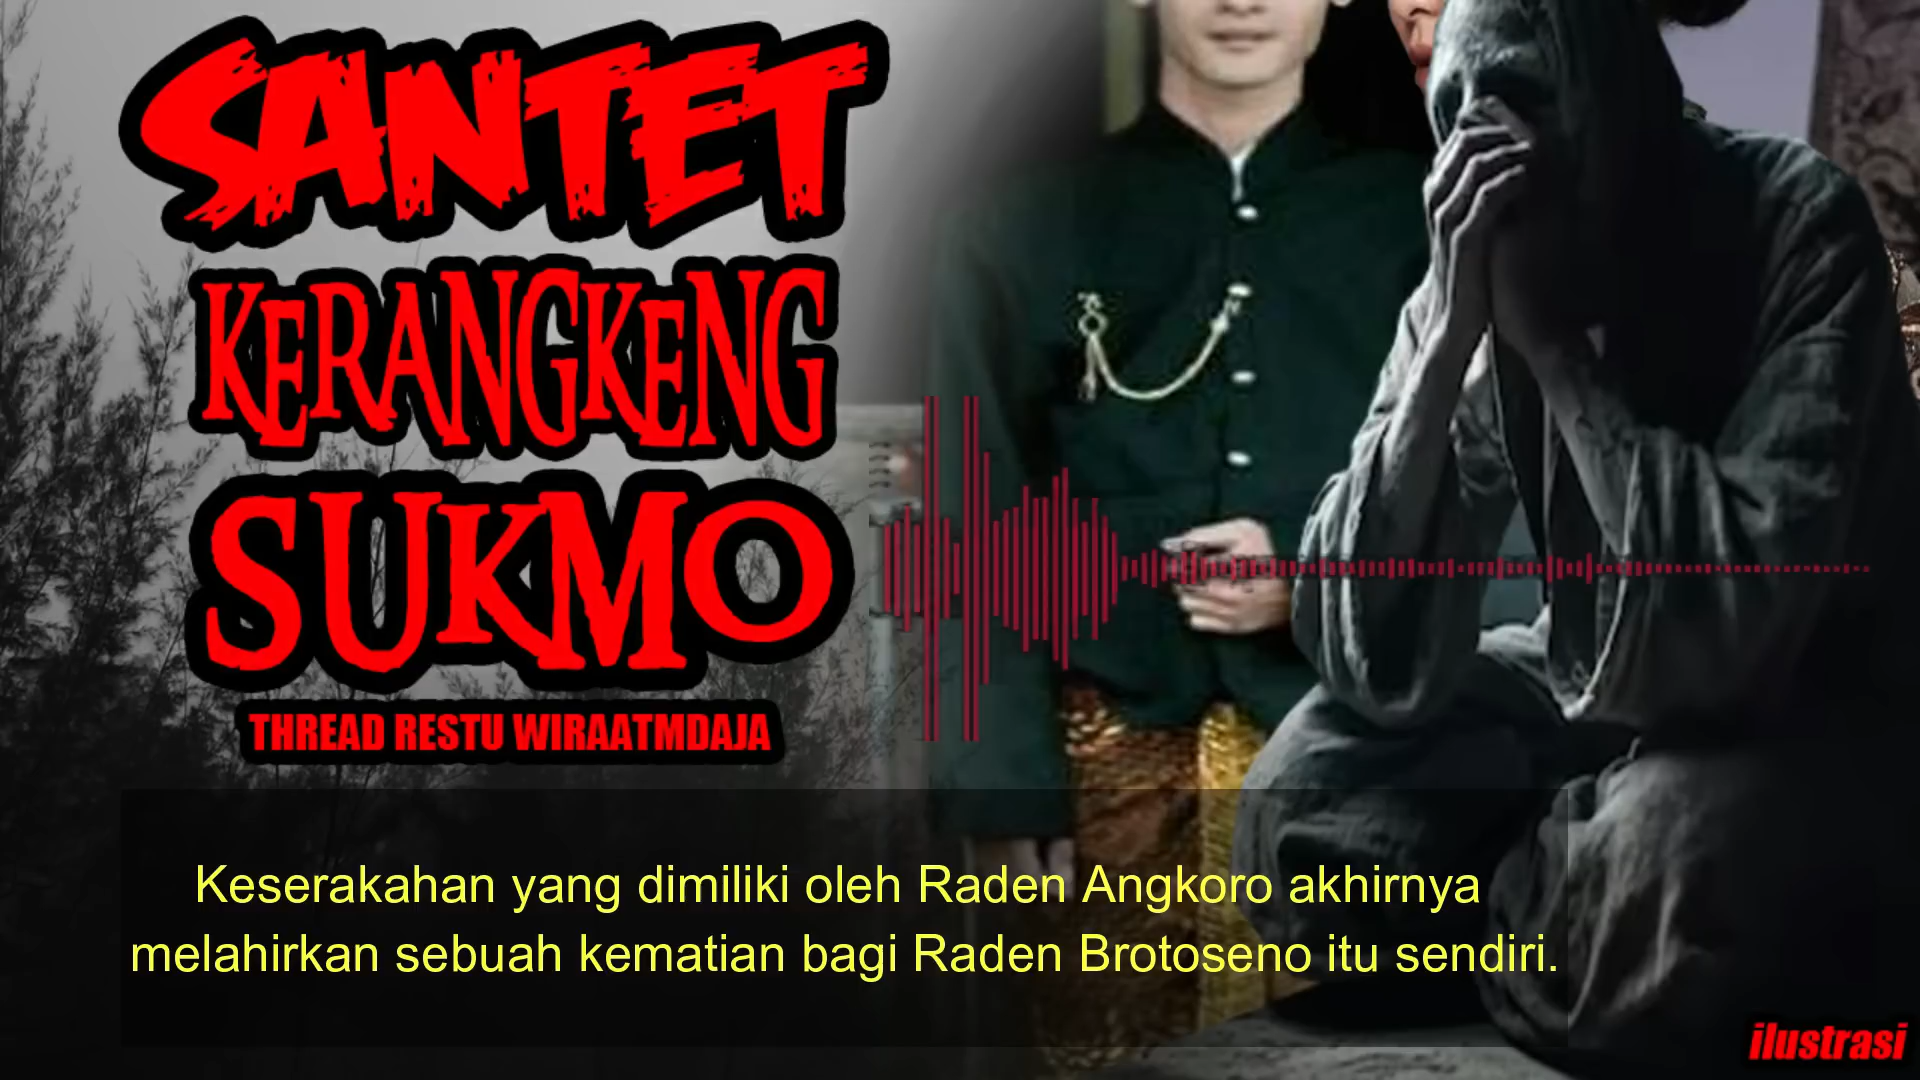 SANTET
KERANGKENG
SUKMO
THREAD RESTU WIRAATMDAJA
Keserakahan yang dimiliki oleh Raden Angkoro akhirnya
melahirkan sebuah kematian bagi Raden Brotoseno itu sendiri.
ilustrasi